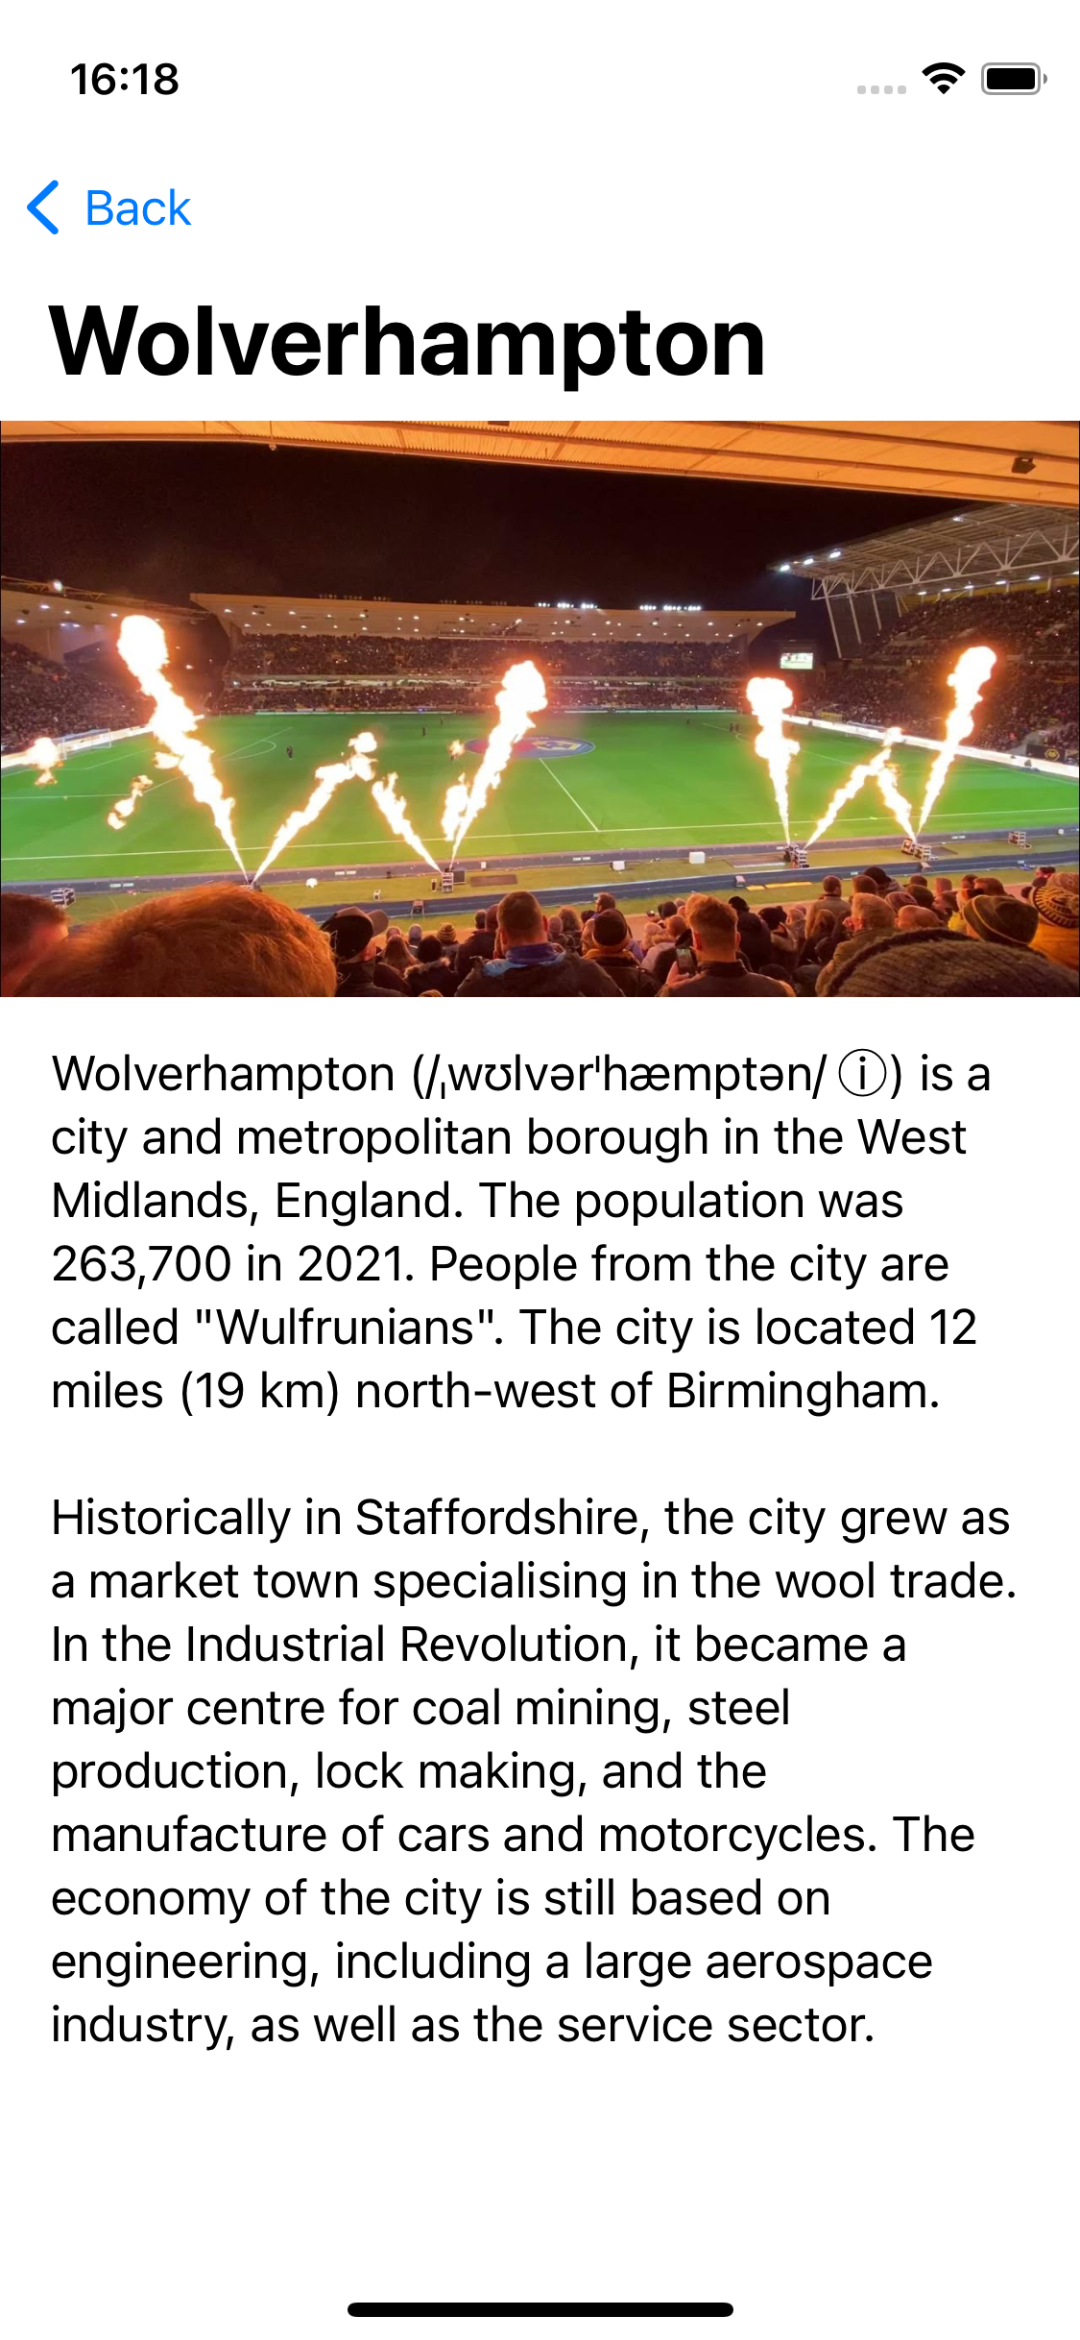 16:18
Back
Wolverhampton
Wolverhampton (/ˌwʊlvərˈhæmptən/ ⓘ) is a
city and metropolitan borough in the West
Midlands, England. The population was
263,700 in 2021. People from the city are
called "Wulfrunians". The city is located 12
miles (19 km) north-west of Birmingham.
Historically in Staffordshire, the city grew as
a market town specialising in the wool trade.
In the Industrial Revolution, it became a
major centre for coal mining, steel
production, lock making, and the
manufacture of cars and motorcycles. The
economy of the city is still based on
engineering, including a large aerospace
industry, as well as the service sector.